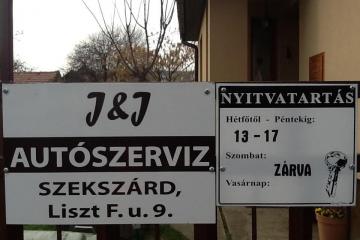 J&J
AUTÓSZERVIZ
SZEKSZÁRD,
Liszt F. u. 9.
NYITVATARTÁS
Hétfőtől - Péntekig:
13-17
Szombat:
ZÁRVA
Vasárnap: